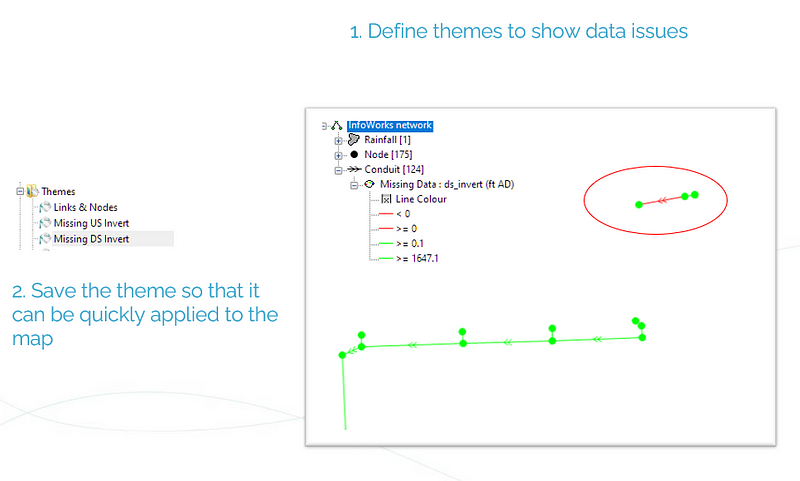 1. Define themes to show data issues
InfoWorks network
Rainfall [1]
Node [175]
Conduit [124]
Missing Data : ds_invert (ft AD)
Line Colour
< 0
>= 0
>= 0.1
>= 1647.1
Themes
Links & Nodes
Missing US Invert
Missing DS Invert
2. Save the theme so that it
can be quickly applied to the
map